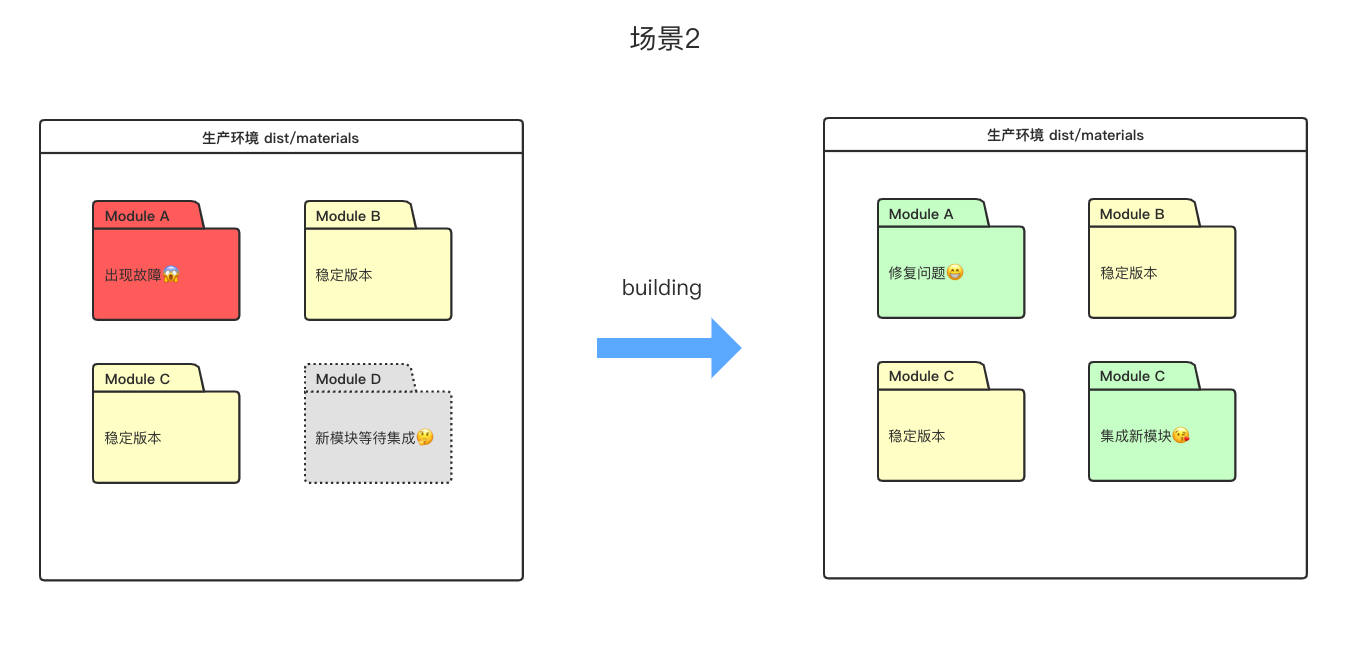 场景2
生产环境 dist/materials
Module A
出现故障😱
Module B
稳定版本
Module C
稳定版本
Module D
新模块等待集成🤔
building
生产环境 dist/materials
Module A
修复问题😁
Module B
稳定版本
Module C
稳定版本
Module C
集成新模块😘